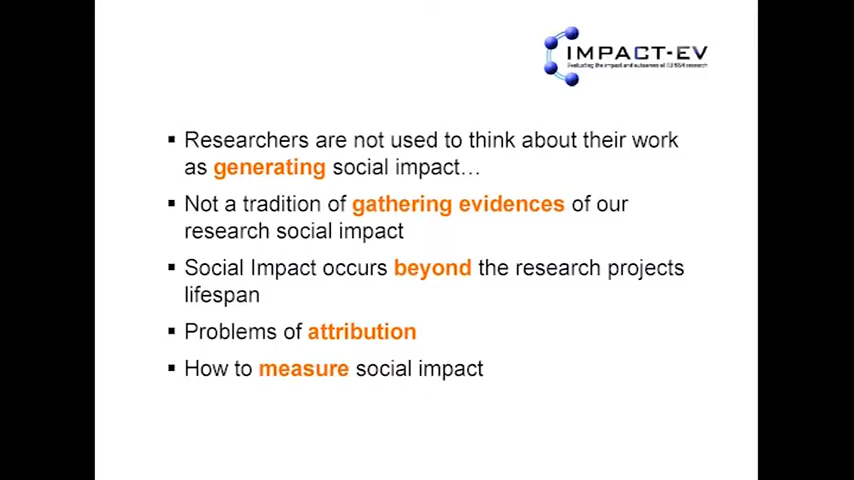 IMPACT-EV
Evaluating the impact and outcomes of EU SSH research
▪ Researchers are not used to think about their work
as generating social impact…
▪ Not a tradition of gathering evidences of our
research social impact
▪ Social Impact occurs beyond the research projects
lifespan
▪ Problems of attribution
▪ How to measure social impact